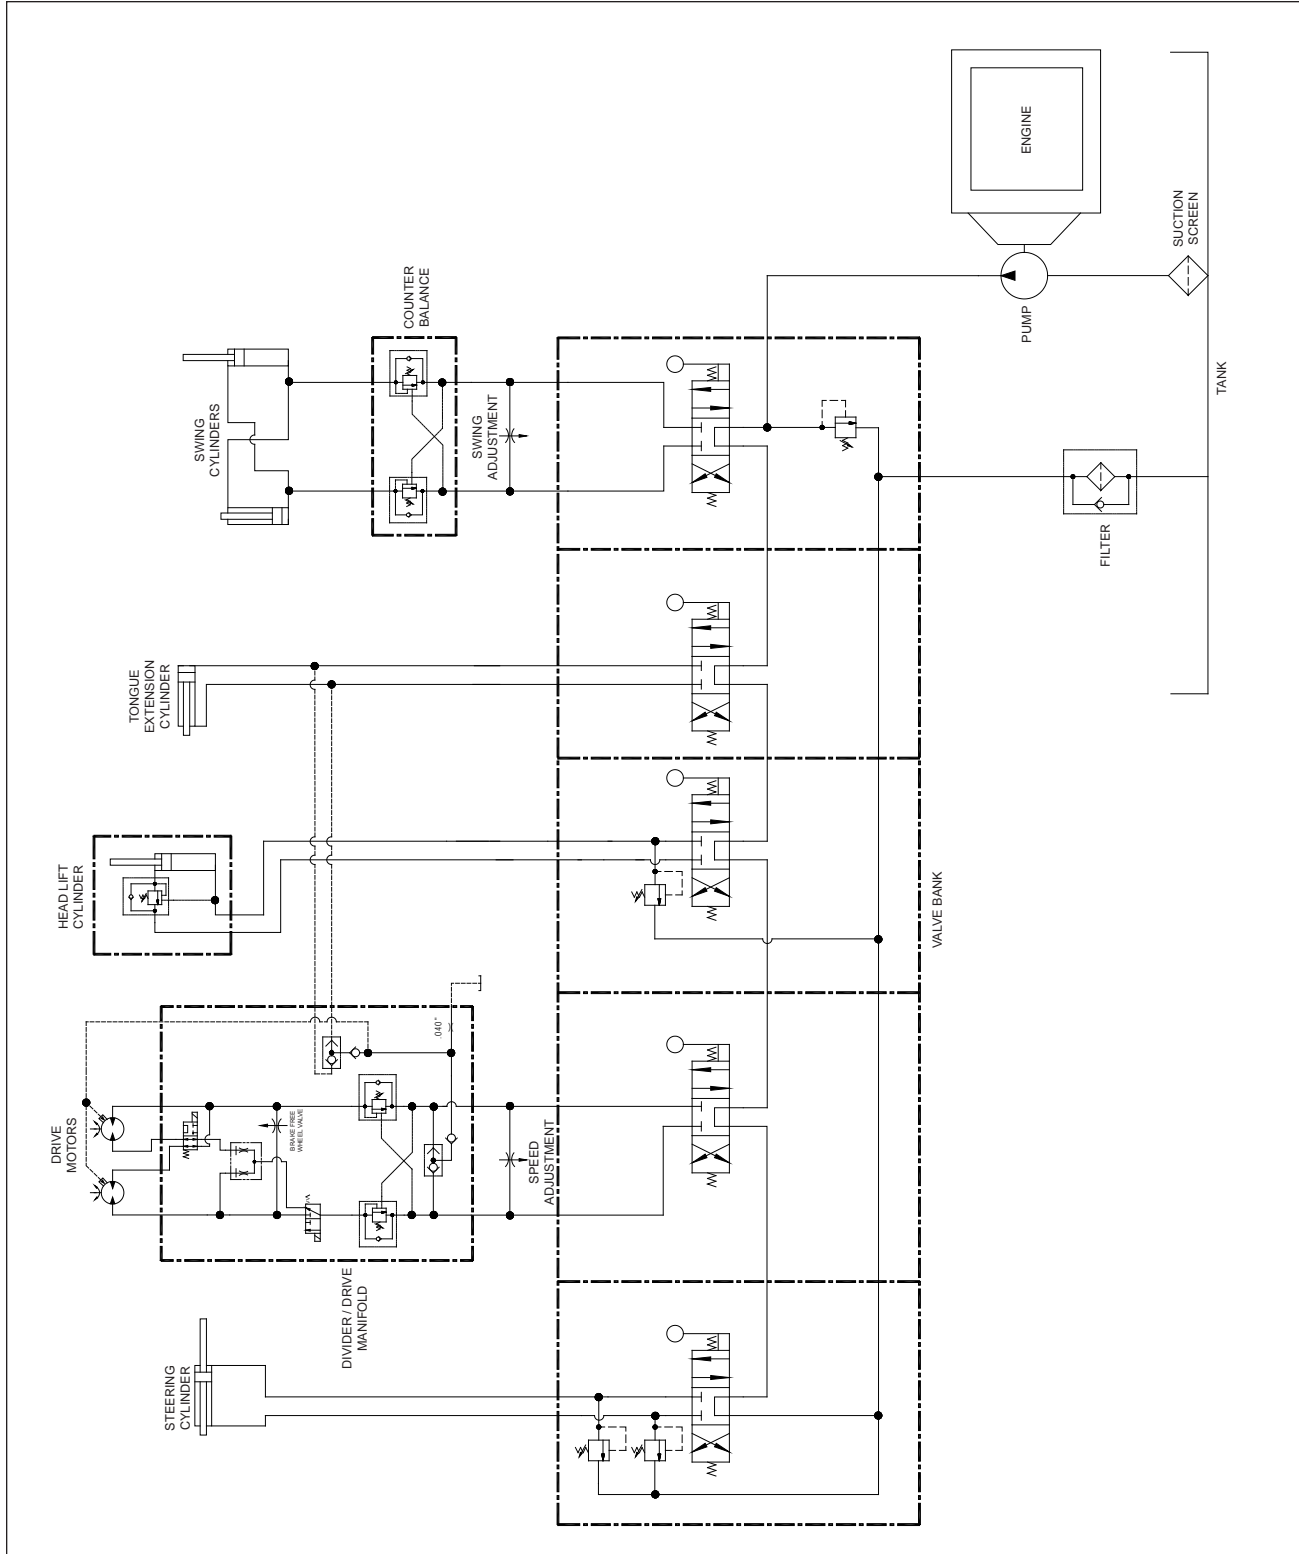 ENGINE
SUCTION
SCREEN
PUMP
TANK
FILTER
VALVE BANK
COUNTER
BALANCE
SWING
CYLINDERS
SWING
ADJUSTMENT
TONGUE
EXTENSION
CYLINDER
HEAD LIFT
CYLINDER
.040"
DRIVE
MOTORS
BRAKE FREE
WHEEL VALVE
SPEED
ADJUSTMENT
DIVIDER / DRIVE
MANIFOLD
STEERING
CYLINDER